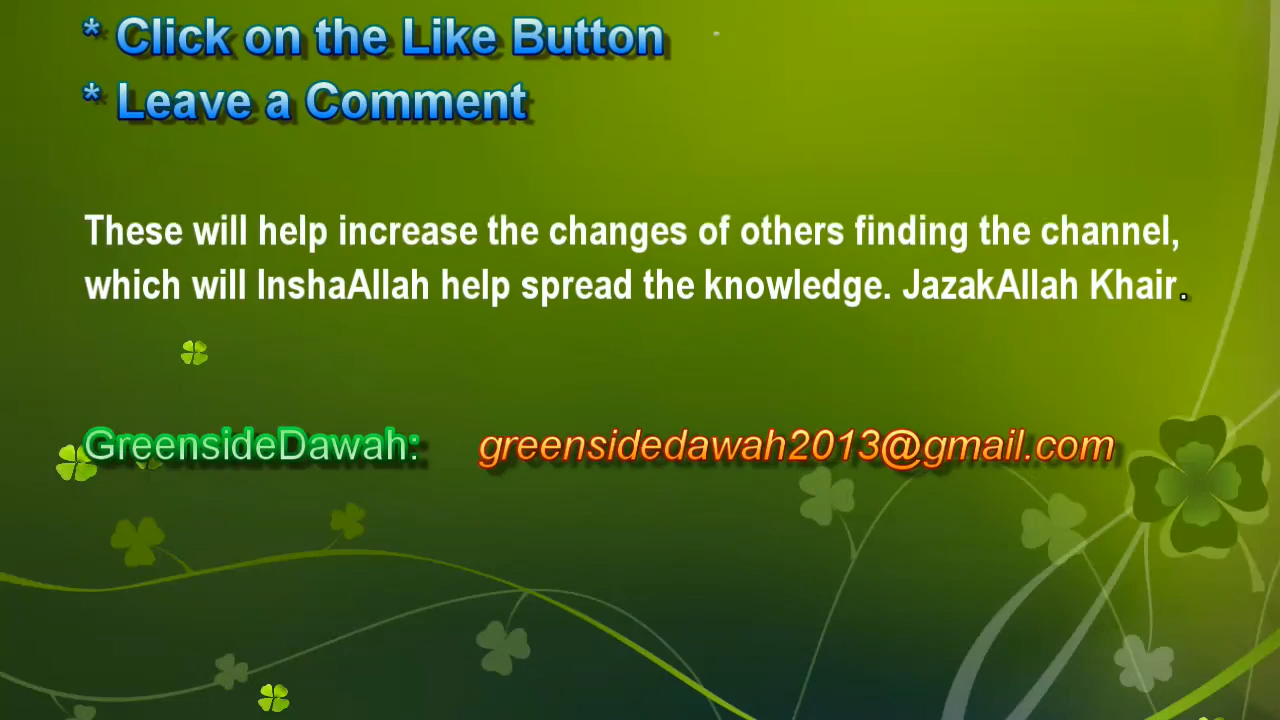 * Click on the Like Button
* Leave a Comment
These will help increase the changes of others finding the channel,
which will InshaAllah help spread the knowledge. JazakAllah Khair.
GreensideDawah: greensidedawah2013@gmail.com